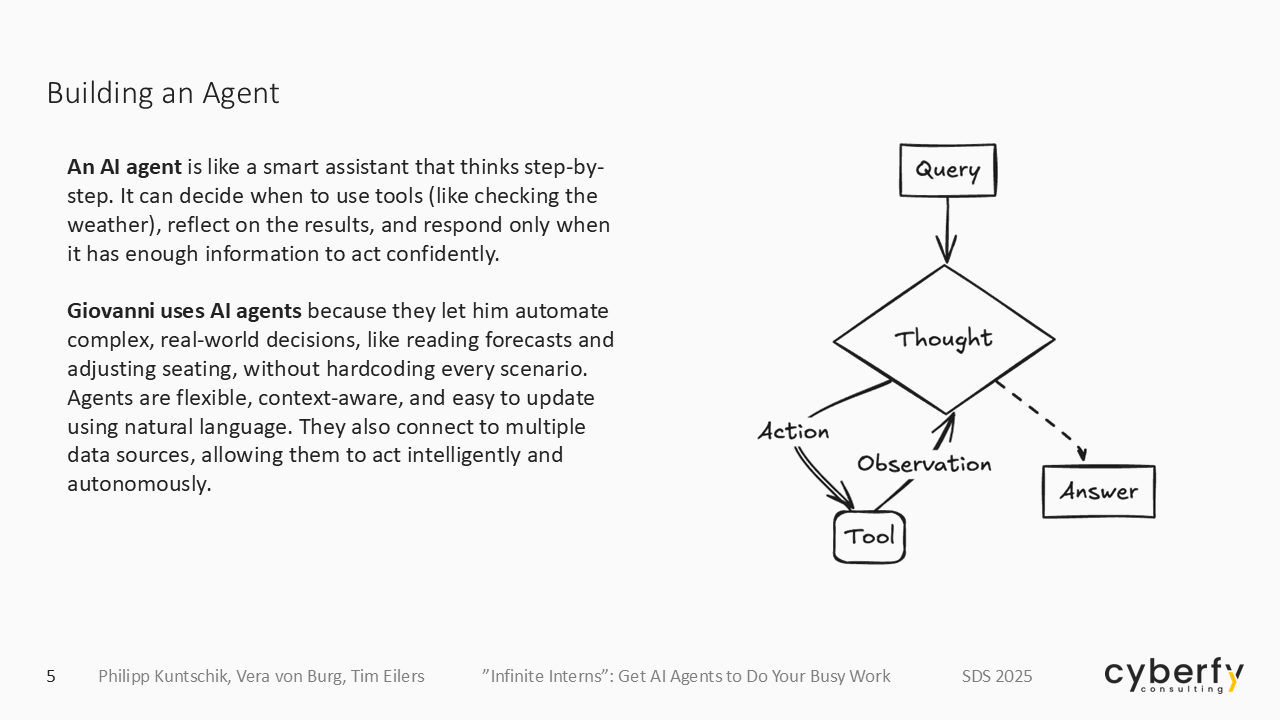 Building an Agent
An AI agent is like a smart assistant that thinks step-by-
step. It can decide when to use tools (like checking the
weather), reflect on the results, and respond only when
it has enough information to act confidently.
Giovanni uses AI agents because they let him automate
complex, real-world decisions, like reading forecasts and
adjusting seating, without hardcoding every scenario.
Agents are flexible, context-aware, and easy to update
using natural language. They also connect to multiple
data sources, allowing them to act intelligently and
autonomously.
Query
Thought
Action
Observation
Answer
Tool
5
Philipp Kuntschik, Vera von Burg, Tim Eilers
”Infinite Interns”: Get AI Agents to Do Your Busy Work
SDS 2025
cyberfy
consulting